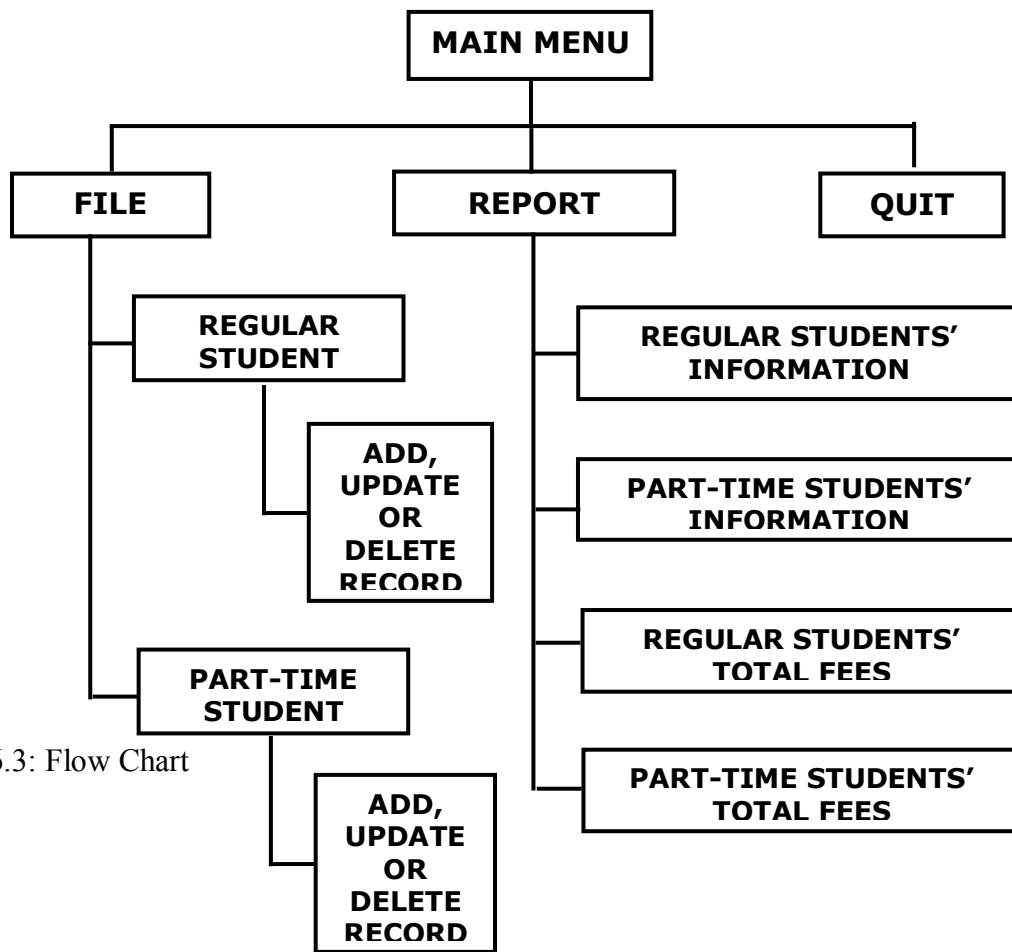 MAIN MENU
FILE
REPORT
QUIT
REGULAR
STUDENT
ADD,
UPDATE
OR
DELETE
RECORD
PART-TIME
STUDENT
ADD,
UPDATE
OR
DELETE
RECORD
REGULAR STUDENTS’
INFORMATION
PART-TIME STUDENTS’
INFORMATION
REGULAR STUDENTS’
TOTAL FEES
PART-TIME STUDENTS’
TOTAL FEES
.3: Flow Chart